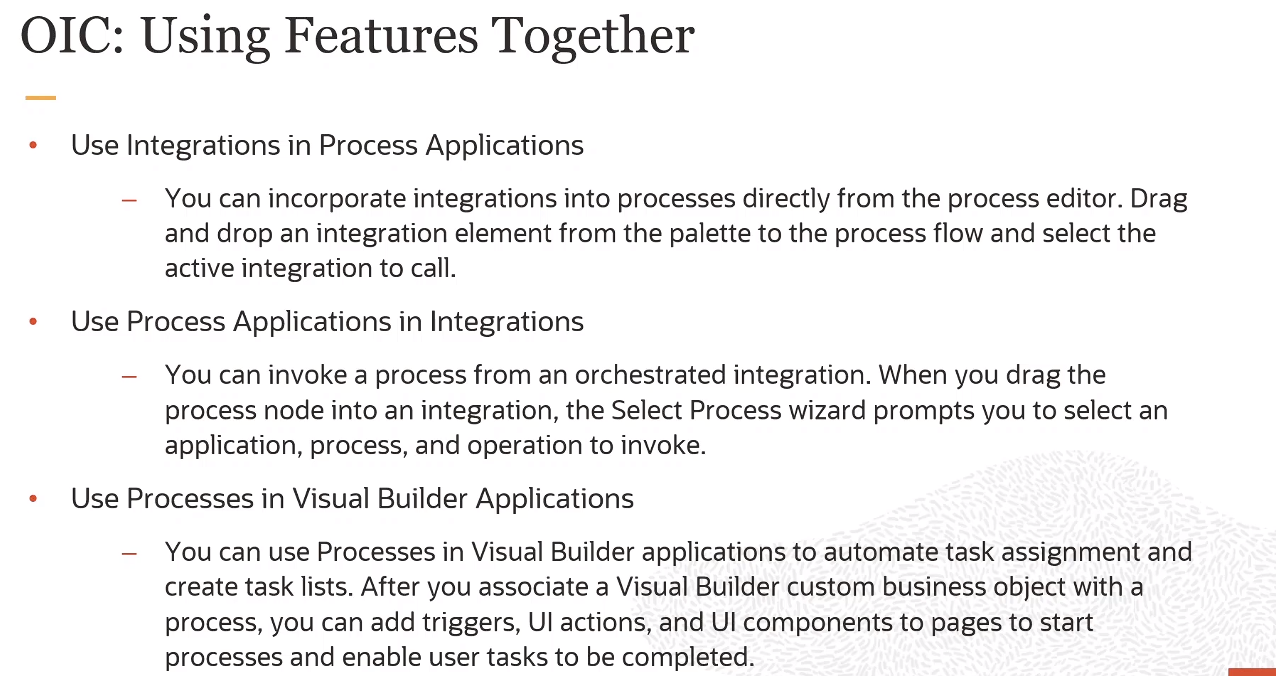 OIC: Using Features Together
• Use Integrations in Process Applications
– You can incorporate integrations into processes directly from the process editor. Drag
and drop an integration element from the palette to the process flow and select the
active integration to call.
• Use Process Applications in Integrations
– You can invoke a process from an orchestrated integration. When you drag the
process node into an integration, the Select Process wizard prompts you to select an
application, process, and operation to invoke.
• Use Processes in Visual Builder Applications
– You can use Processes in Visual Builder applications to automate task assignment and
create task lists. After you associate a Visual Builder custom business object with a
process, you can add triggers, UI actions, and UI components to pages to start
processes and enable user tasks to be completed.